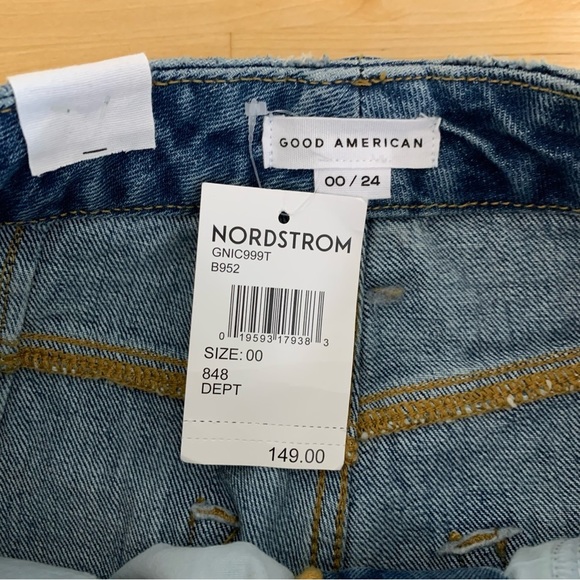 GOOD AMERICAN
00 / 24
NORDSTROM
GNIC999T
B952
0 19593 17938 3
SIZE: 00
848
DEPT
149.00